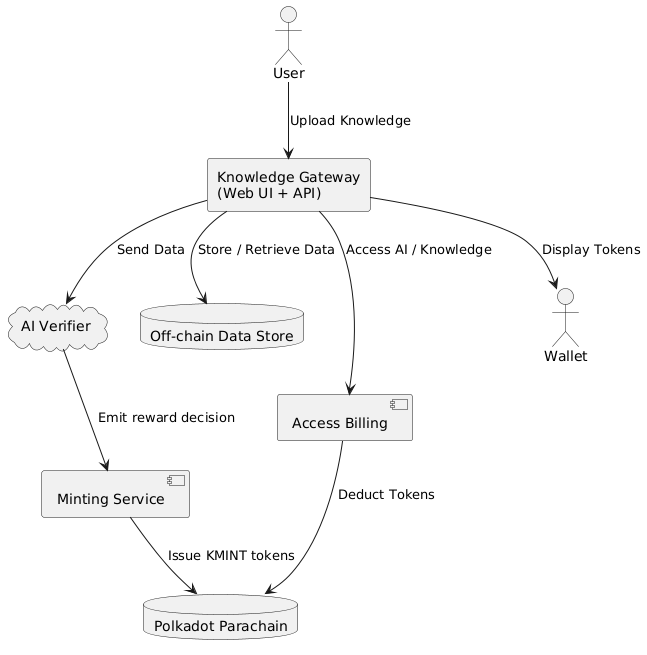 User
Upload Knowledge
Knowledge Gateway
(Web UI + API)
Send Data
Store / Retrieve Data
Access AI / Knowledge
Display Tokens
AI Verifier
Off-chain Data Store
Wallet
Emit reward decision
Access Billing
Minting Service
Deduct Tokens
Issue KMINT tokens
Polkadot Parachain